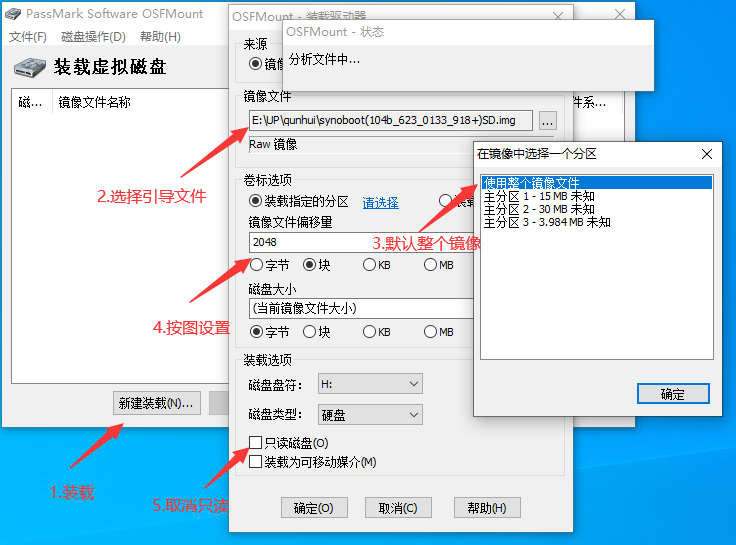 PassMark Software OSFMount
文件(F) 磁盘操作(D) 帮助(H)
装载虚拟磁盘
磁... 镜像文件名称
件系...
新建装载(N)...
1.装载
OSFMount - 装载驱动器
来源
镜像
镜像文件
E:\UP\qunhui\synoboot(104b_623_0133_918+)SD.img
...
Raw 镜像
2.选择引导文件
卷标选项
装载指定的分区 请选择
镜像文件偏移量
2048
字节 块 KB MB
4.按图设置
磁盘大小
(当前镜像文件大小)
字节 块 KB MB
装载选项
磁盘盘符: H:
磁盘类型: 硬盘
只读磁盘(O)
装载为可移动媒介(M)
5.取消只读
确定(O) 取消(C) 帮助(H)
OSFMount - 状态
分析文件中...
在镜像中选择一个分区
使用整个镜像文件
主分区 1 - 15 MB 未知
主分区 2 - 30 MB 未知
主分区 3 - 3.984 MB 未知
3.默认整个镜像
确定